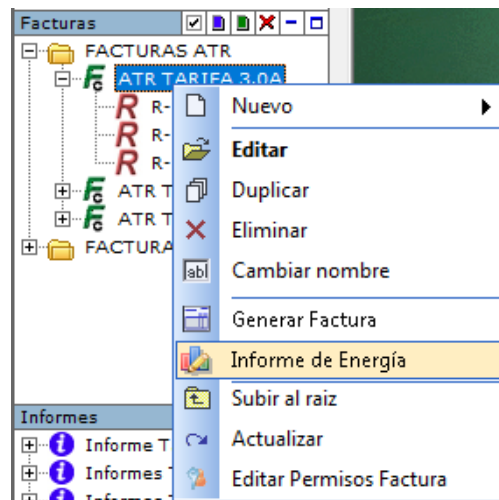 Facturas
FACTURAS ATR
ATR TARIFA 3.0A
R-
R-
R-
ATR T
ATR T
FACTURA
Nuevo
Editar
Duplicar
Eliminar
Cambiar nombre
Generar Factura
Informe de Energía
Subir al raiz
Actualizar
Editar Permisos Factura
Informes
Informe T
Informes